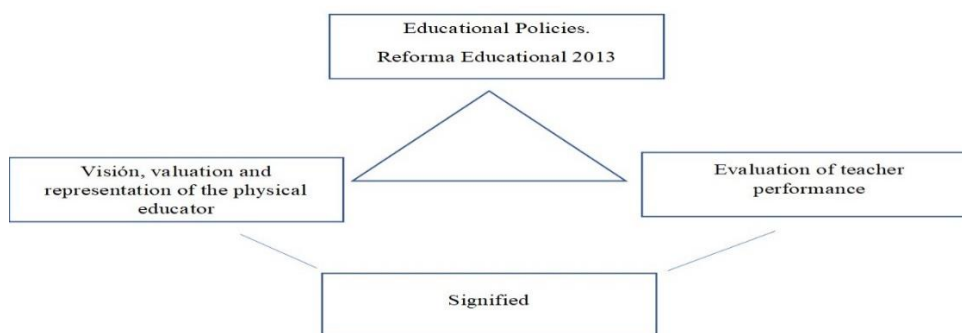 Educational Policies.
Reforma Educational 2013
Visión, valuation and
representation of the physical
educator
Evaluation of teacher
performance
Signified